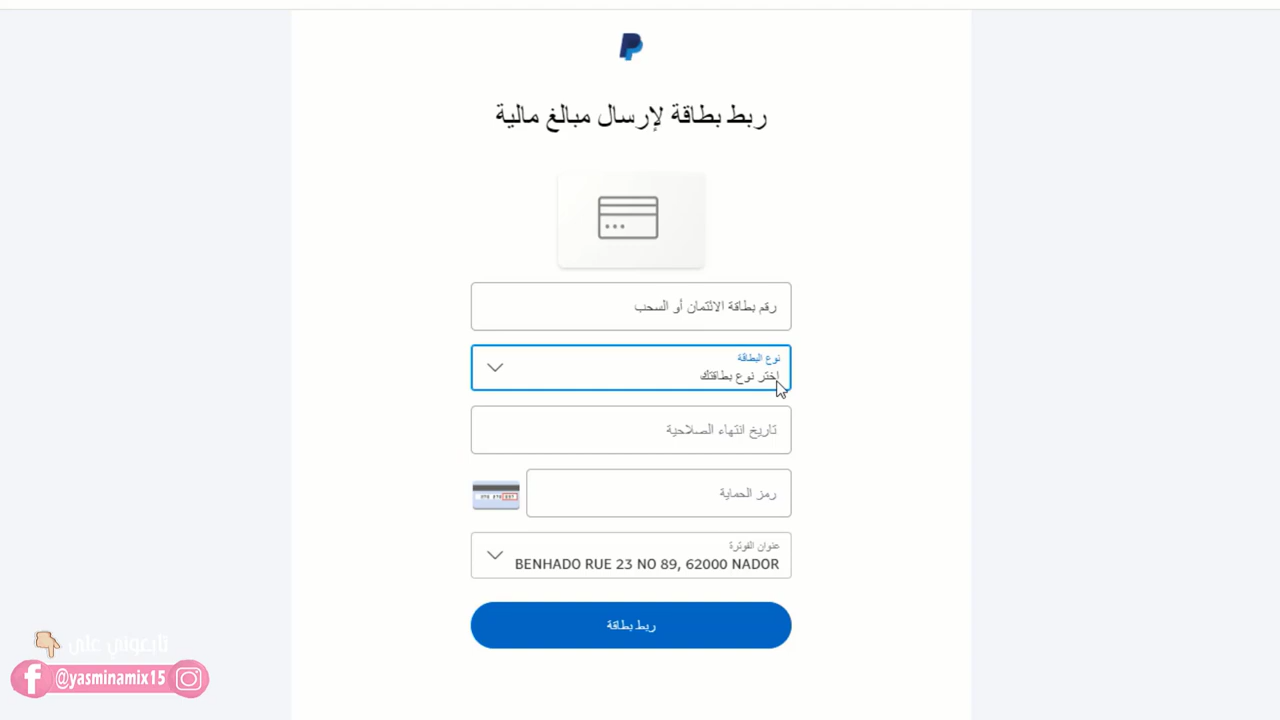 ربط بطاقة لإرسال مبالغ مالية
رقم بطاقة الائتمان أو السحب
نوع البطاقة
اختر نوع بطاقتك
تاريخ انتهاء الصلاحية
رمز الحماية
عنوان الفوترة
BENHADO RUE 23 NO 89, 62000 NADOR
ربط بطاقة
تابعوني على
@yasminamix15